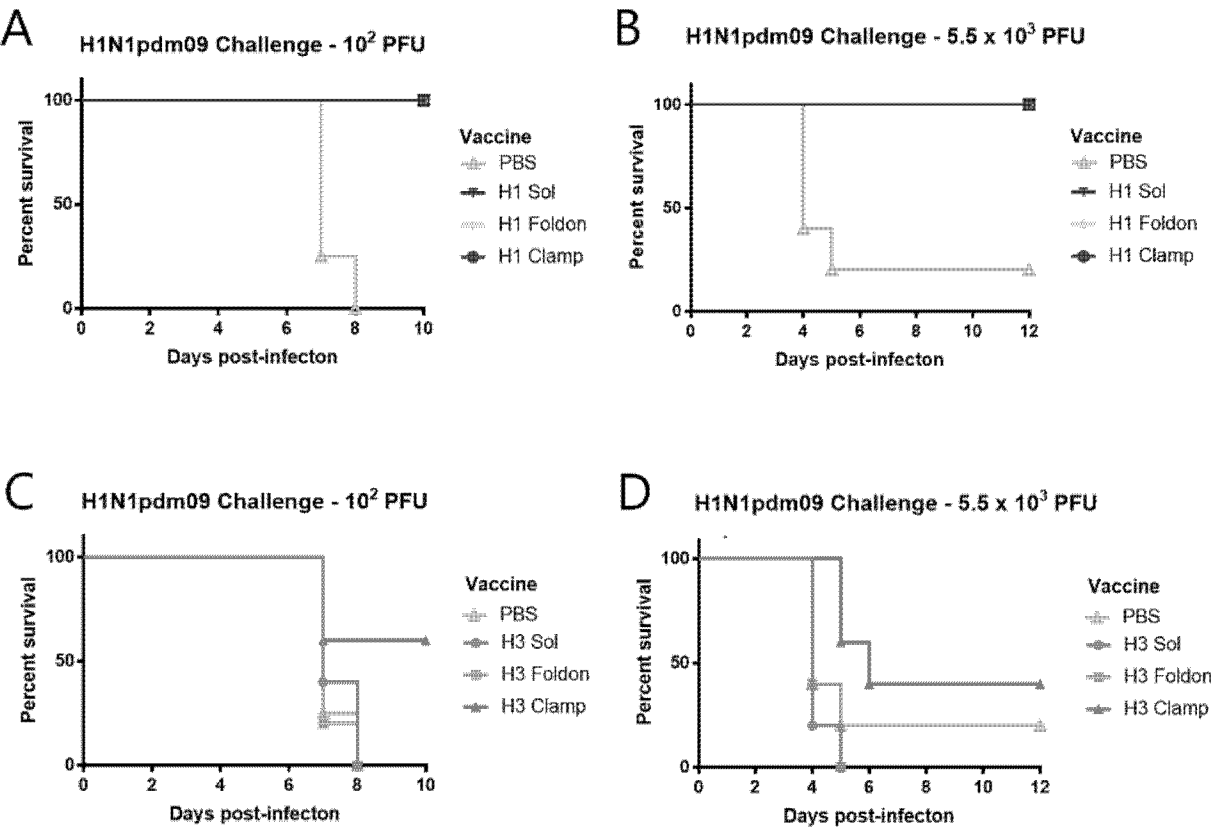 A
H1N1pdm09 Challenge - 10² PFU
Percent survival
100
50
0
0 2 4 6 8 10
Days post-infecton
Vaccine
PBS
H1 Sol
H1 Foldon
H1 Clamp
B
H1N1pdm09 Challenge - 5.5 x 10³ PFU
Percent survival
100
50
0
0 2 4 6 8 10 12
Days post-infecton
Vaccine
PBS
H1 Sol
H1 Foldon
H1 Clamp
C
H1N1pdm09 Challenge - 10² PFU
Percent survival
100
50
0
0 2 4 6 8 10
Days post-infecton
Vaccine
PBS
H3 Sol
H3 Foldon
H3 Clamp
D
H1N1pdm09 Challenge - 5.5 x 10³ PFU
Percent survival
100
50
0
0 2 4 6 8 10 12
Days post-infecton
Vaccine
PBS
H3 Sol
H3 Foldon
H3 Clamp